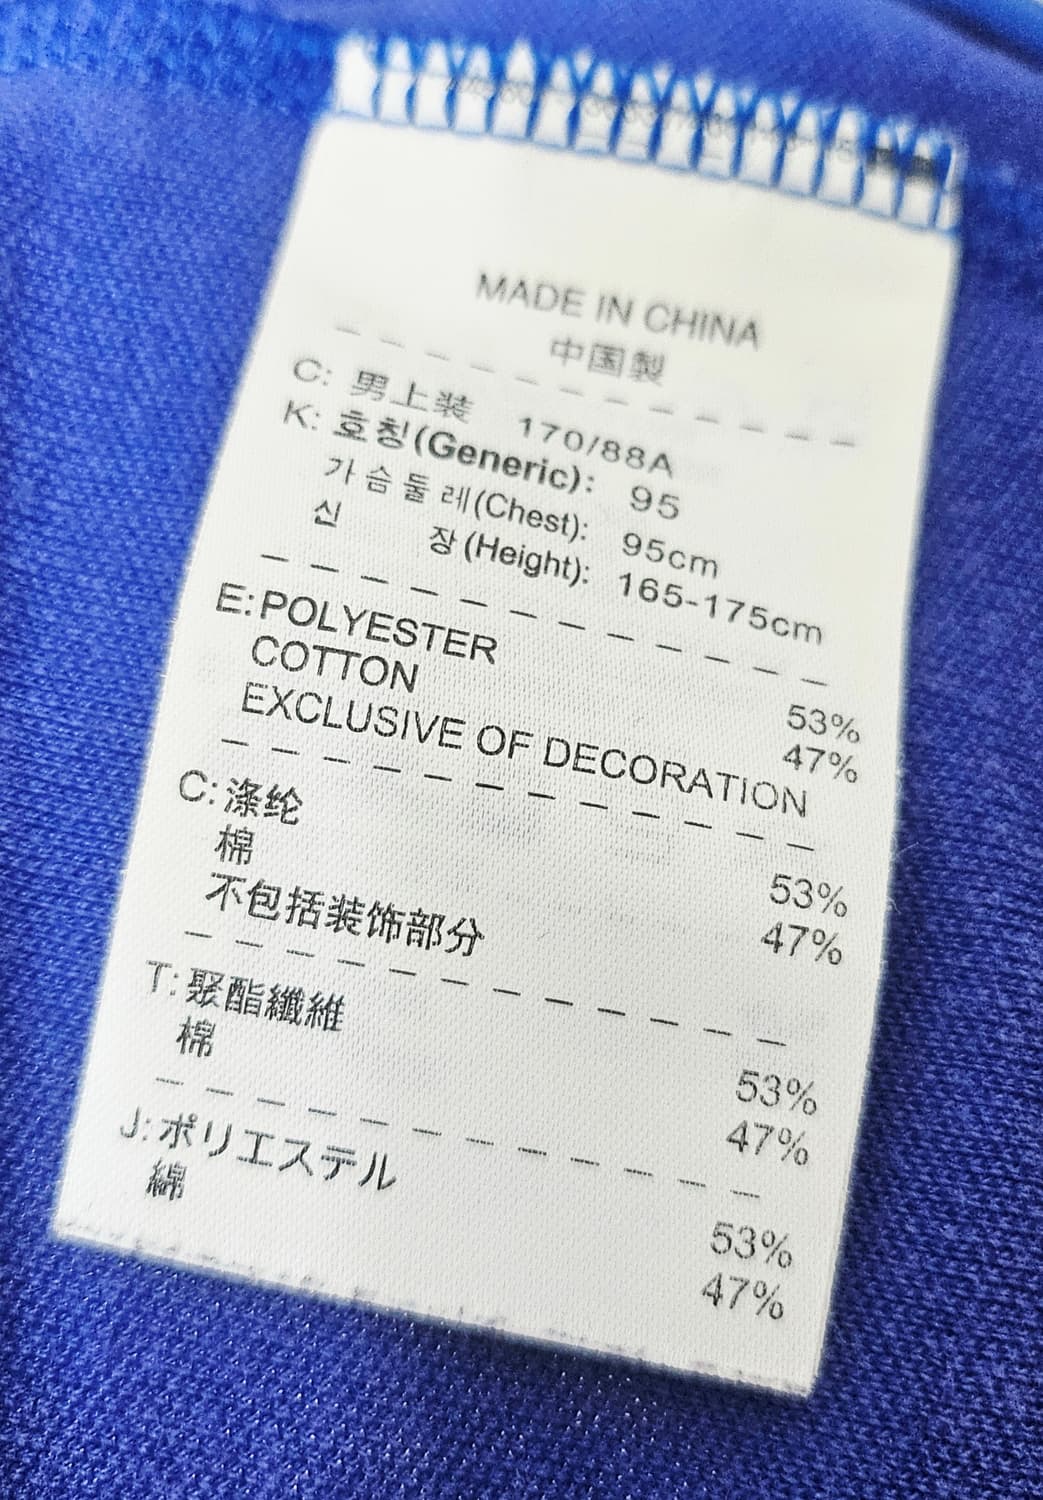 MADE IN CHINA
中国製
C: 男上装 170/88A
K: 호칭(Generic): 95
가슴둘레(Chest): 95cm
신 장(Height): 165-175cm
E: POLYESTER 53%
COTTON 47%
EXCLUSIVE OF DECORATION
C: 涤纶 53%
棉 47%
不包括装饰部分
T: 聚酯纖維 53%
棉 47%
J: ポリエステル 53%
綿 47%